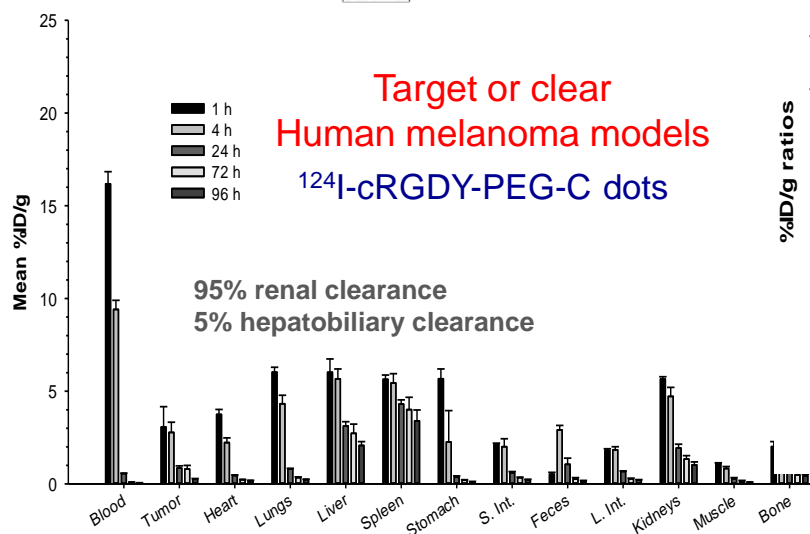 25
20
15
10
5
0
Mean %ID/g
1 h
4 h
24 h
72 h
96 h
Target or clear
Human melanoma models
¹²⁴I-cRGDY-PEG-C dots
95% renal clearance
5% hepatobiliary clearance
%ID/g ratios
Blood
Tumor
Heart
Lungs
Liver
Spleen
Stomach
S. Int.
Feces
L. Int.
Kidneys
Muscle
Bone